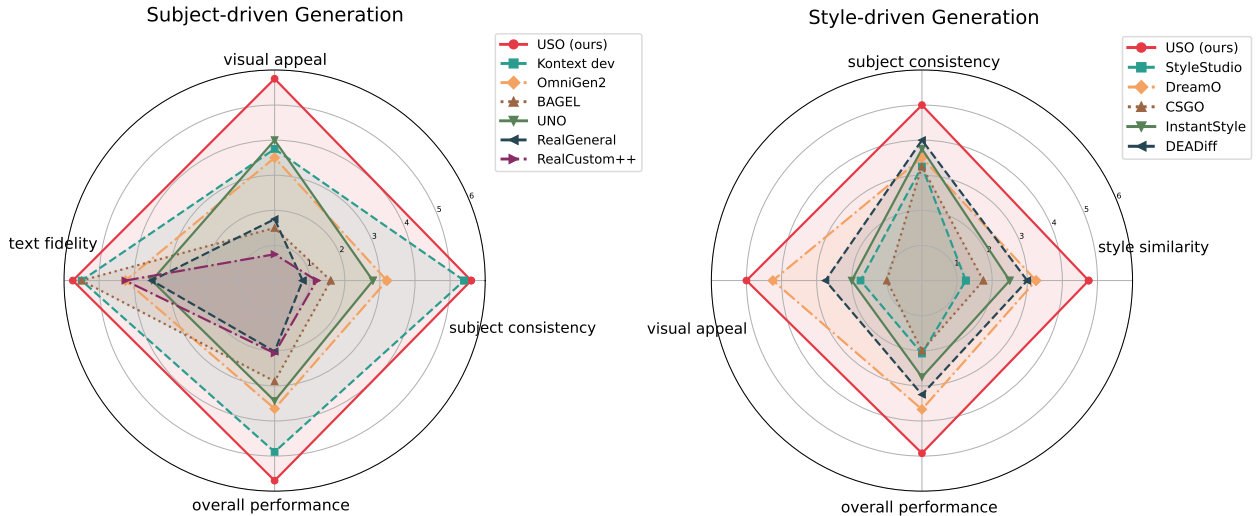 Subject-driven Generation
visual appeal
text fidelity
subject consistency
overall performance
1
2
3
4
5
6
USO (ours)
Kontext dev
OmniGen2
BAGEL
UNO
RealGeneral
RealCustom++
Style-driven Generation
subject consistency
style similarity
visual appeal
overall performance
1
2
3
4
5
6
USO (ours)
StyleStudio
DreamO
CSGO
InstantStyle
DEADiff